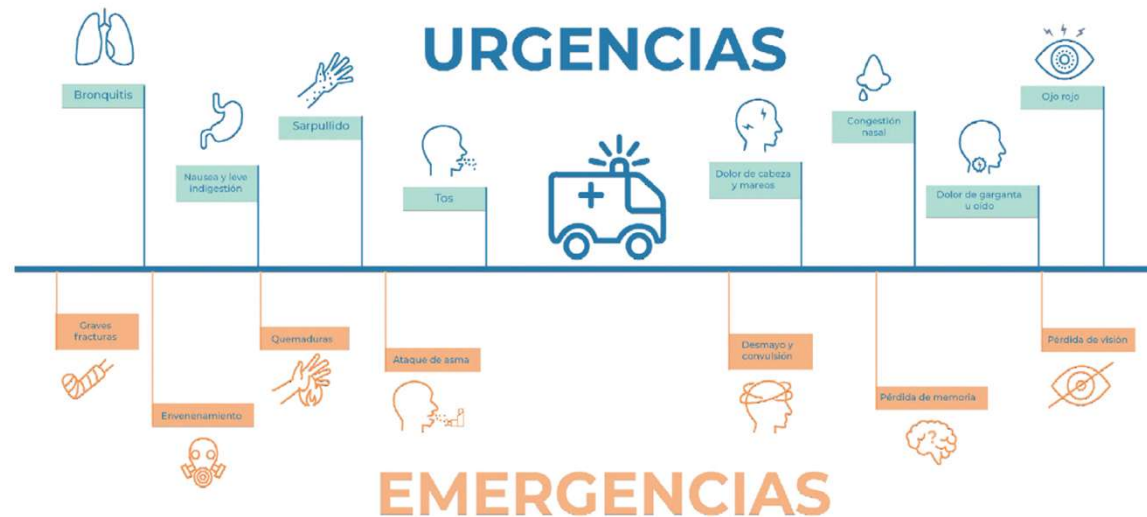 URGENCIAS
Bronquitis
Nausea y leve
indigestión
Sarpullido
Tos
Dolor de cabeza
y mareos
Congestión
nasal
Dolor de garganta
u oído
Ojo rojo
Graves
fracturas
Envenenamiento
Quemaduras
Ataque de asma
Desmayo y
convulsión
Pérdida de memoria
Pérdida de visión
EMERGENCIAS